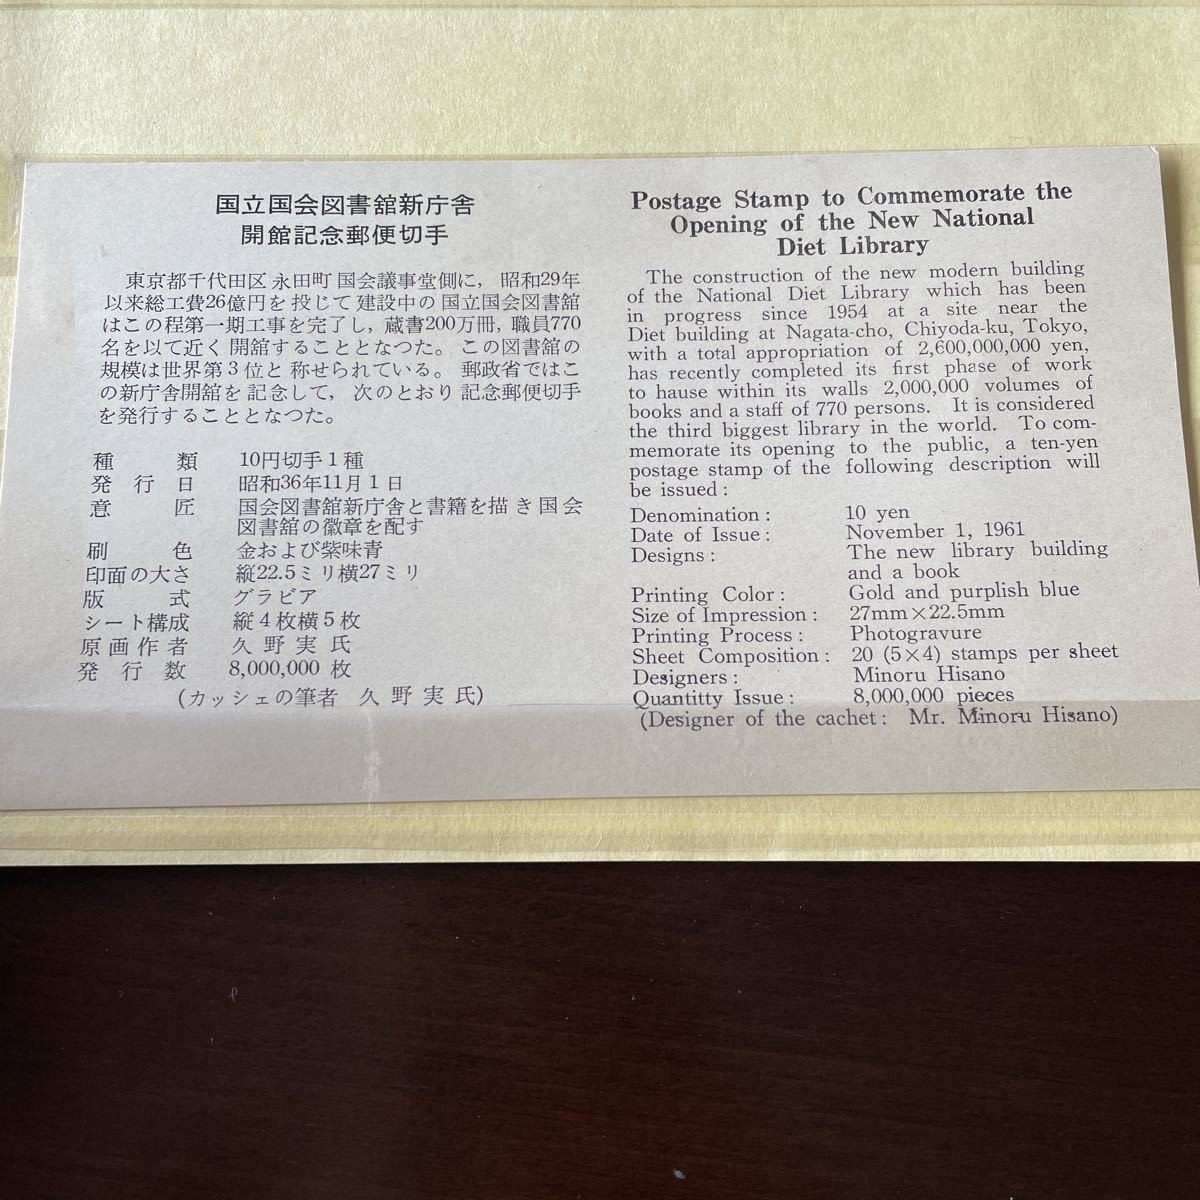 国立国会図書舘新庁舎
開館記念郵便切手
東京都千代田区永田町国会議事堂側に，昭和29年
以来総工費26億円を投じて建設中の国立国会図書舘
はこの程第一期工事を完了し，蔵書200万冊，職員770
名を以て近く開舘することとなつた。この図書舘の
規模は世界第3位と称せられている。郵政省ではこ
の新庁舎開舘を記念して，次のとおり記念郵便切手
を発行することとなつた。
種類 10円切手1種
発行日 昭和36年11月1日
意匠 国会図書舘新庁舎と書籍を描き国会
図書舘の徽章を配す
刷色 金および紫味青
印面の大さ 縦22.5ミリ横27ミリ
版式 グラビア
シート構成 縦4枚横5枚
原画作者 久野実氏
発行数 8,000,000枚
(カッシェの筆者 久野実氏)
Postage Stamp to Commemorate the
Opening of the New National
Diet Library
The construction of the new modern building
of the National Diet Library which has been
in progress since 1954 at a site near the
Diet building at Nagata-cho, Chiyoda-ku, Tokyo,
with a total appropriation of 2,600,000,000 yen,
has recently completed its first phase of work
to hause within its walls 2,000,000 volumes of
books and a staff of 770 persons. It is considered
the third biggest library in the world. To com-
memorate its opening to the public, a ten-yen
postage stamp of the following description will
be issued:
Denomination: 10 yen
Date of Issue: November 1, 1961
Designs: The new library building
and a book
Printing Color: Gold and purplish blue
Size of Impression: 27mm×22.5mm
Printing Process: Photogravure
Sheet Composition: 20 (5×4) stamps per sheet
Designers: Minoru Hisano
Quantitty Issue: 8,000,000 pieces
(Designer of the cachet: Mr. Minoru Hisano)